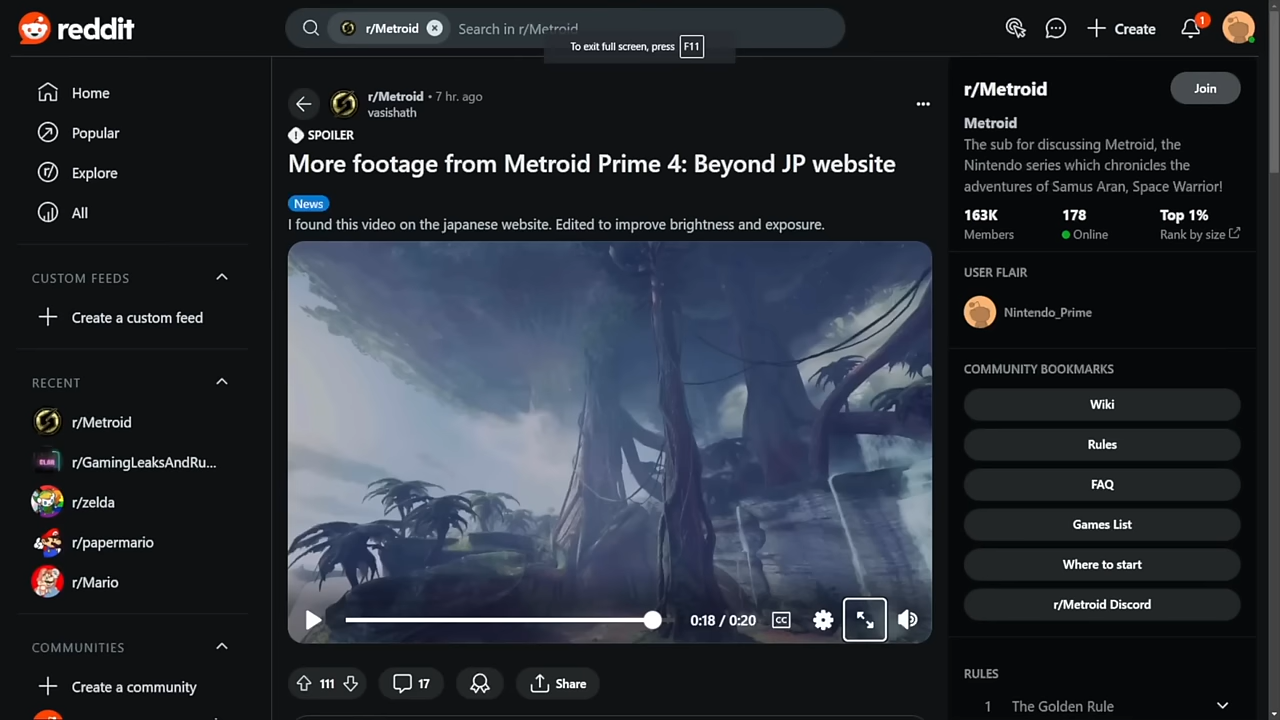 reddit
r/Metroid
Search in r/Metroid
To exit full screen, press F11
Create
1
Home
Popular
Explore
All
CUSTOM FEEDS
Create a custom feed
RECENT
r/Metroid
r/GamingLeaksAndRu...
r/zelda
r/papermario
r/Mario
COMMUNITIES
Create a community
r/Metroid • 7 hr. ago
vasishath
SPOILER
More footage from Metroid Prime 4: Beyond JP website
News
I found this video on the japanese website. Edited to improve brightness and exposure.
0:18 / 0:20
CC
111
17
Share
r/Metroid
Join
Metroid
The sub for discussing Metroid, the
Nintendo series which chronicles the
adventures of Samus Aran, Space Warrior!
163K
178
Top 1%
Members
Online
Rank by size
USER FLAIR
Nintendo_Prime
COMMUNITY BOOKMARKS
Wiki
Rules
FAQ
Games List
Where to start
r/Metroid Discord
RULES
1 The Golden Rule